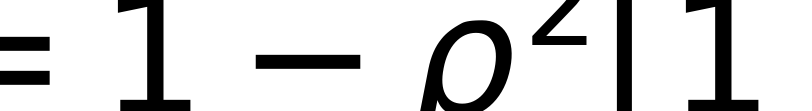 = 1 − ρ² | 1